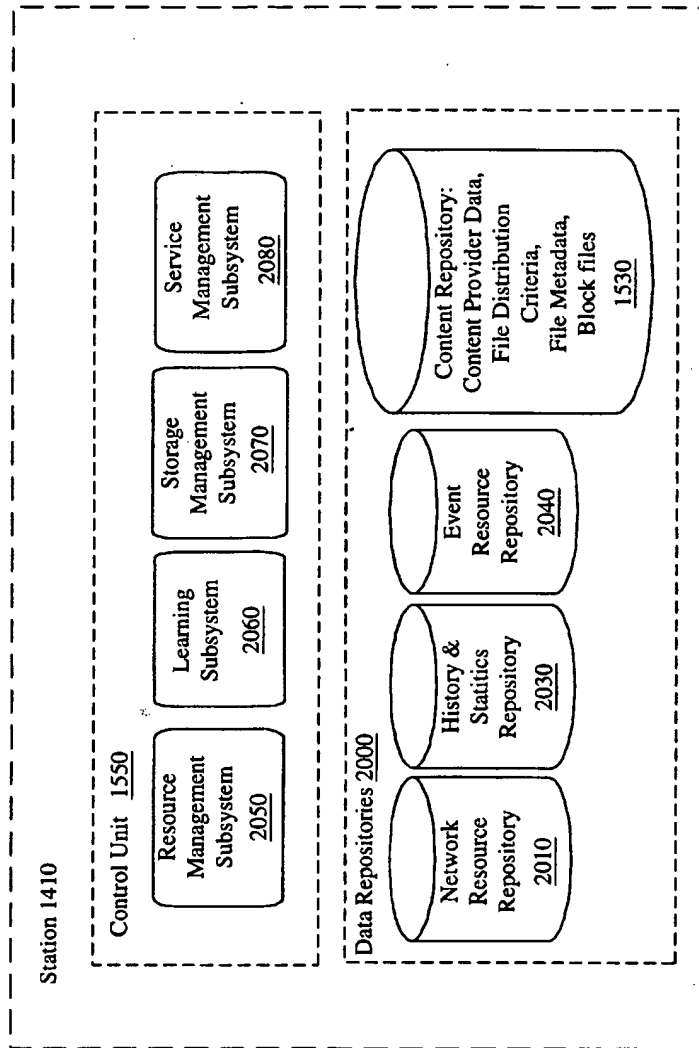 Station 1410
Control Unit 1550
Resource
Management
Subsystem
2050
Learning
Subsystem
2060
Storage
Management
Subsystem
2070
Service
Management
Subsystem
2080
Data Repositories 2000
Network
Resource
Repository
2010
History &
Statitics
Repository
2030
Event
Resource
Repository
2040
Content Repository:
Content Provider Data,
File Distribution
Criteria,
File Metadata,
Block files
1530